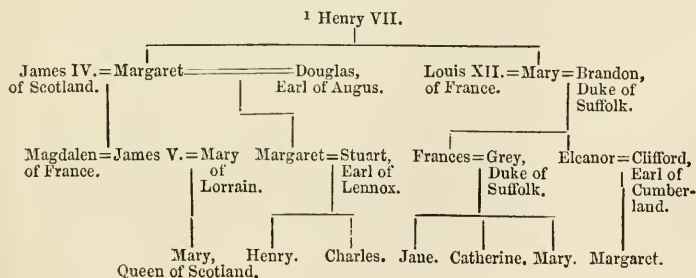 1 Henry VII.
James IV.=Margaret=Douglas, Louis XII.=Mary=Brandon,
of Scotland. Earl of Augus. of France. Duke of
Suffolk.
Magdalen=James V.=Mary Margaret=Stuart, Frances=Grey, Eleanor=Clifford,
of France. of Earl of Duke of Earl of
Lorrain. Lennox. Suffolk. Cumber-
land.
Mary, Henry. Charles. Jane. Catherine. Mary. Margaret.
Queen of Scotland.